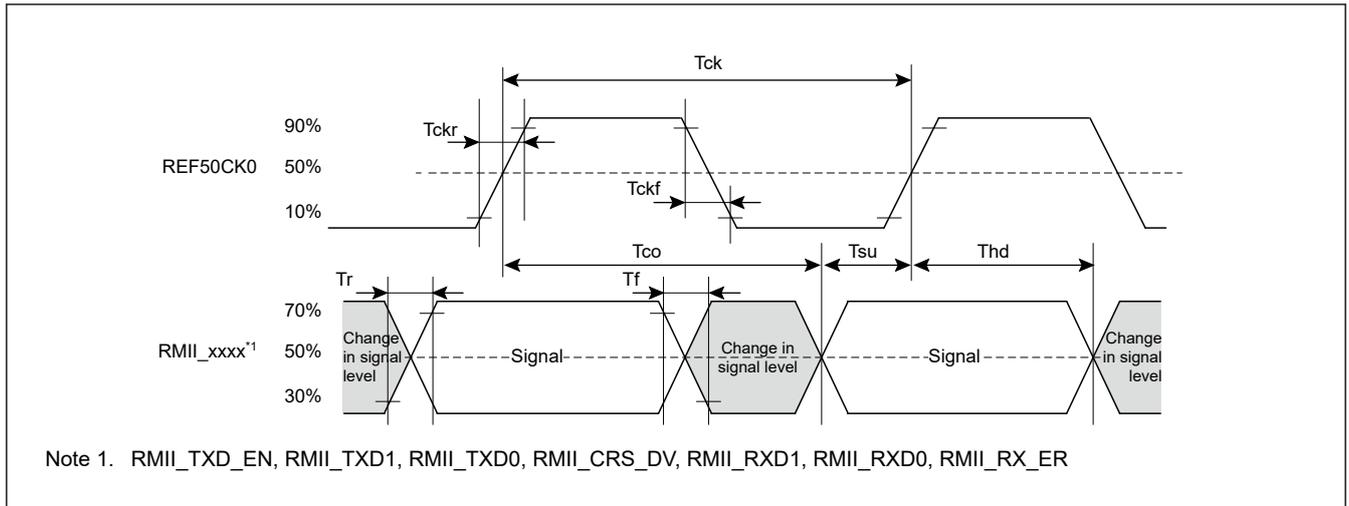 Tck
90%
Tckr
REF50CK0
50%
Tckf
10%
Tco
Tsu
Thd
Tr
Tf
70%
RMII_xxxx*1
50%
Change
in signal
level
Signal
Change in
signal level
Signal
Change
in signal
level
30%
Note 1. RMII_TXD_EN, RMII_TXD1, RMII_TXD0, RMII_CRS_DV, RMII_RXD1, RMII_RXD0, RMII_RX_ER